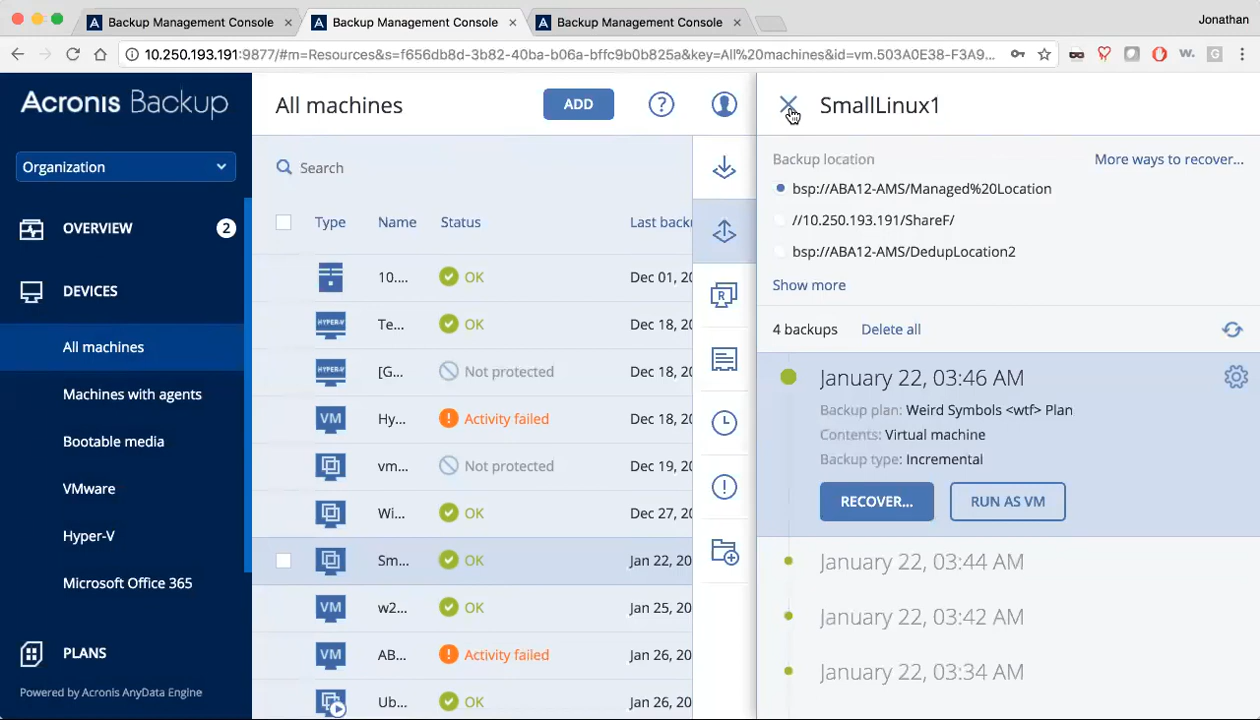 Backup Management Console
Backup Management Console
Backup Management Console
Jonathan
10.250.193.191:9877/#m=Resources&s=f656db8d-3b82-40ba-b06a-bffc9b0b825a&key=All%20machines&id=vm.503A0E38-F3A9...
Acronis Backup
Organization
OVERVIEW
2
DEVICES
All machines
Machines with agents
Bootable media
VMware
Hyper-V
Microsoft Office 365
PLANS
Powered by Acronis AnyData Engine
All machines
ADD
?
Search
Type Name Status Last backu
10.... OK Dec 01, 20
HYPER-V Te... OK Dec 18, 20
HYPER-V [G... Not protected Dec 18, 20
VM Hy... Activity failed Dec 18, 20
vm... Not protected Dec 19, 20
Wi... OK Dec 27, 20
Sm... OK Jan 22, 20
VM w2... OK Jan 25, 20
VM AB... Activity failed Jan 26, 20
Ub... OK Jan 26, 20
R
SmallLinux1
Backup location
More ways to recover...
bsp://ABA12-AMS/Managed%20Location
//10.250.193.191/ShareF/
bsp://ABA12-AMS/DedupLocation2
Show more
4 backups Delete all
January 22, 03:46 AM
Backup plan: Weird Symbols <wtf> Plan
Contents: Virtual machine
Backup type: Incremental
RECOVER... RUN AS VM
January 22, 03:44 AM
January 22, 03:42 AM
January 22, 03:34 AM